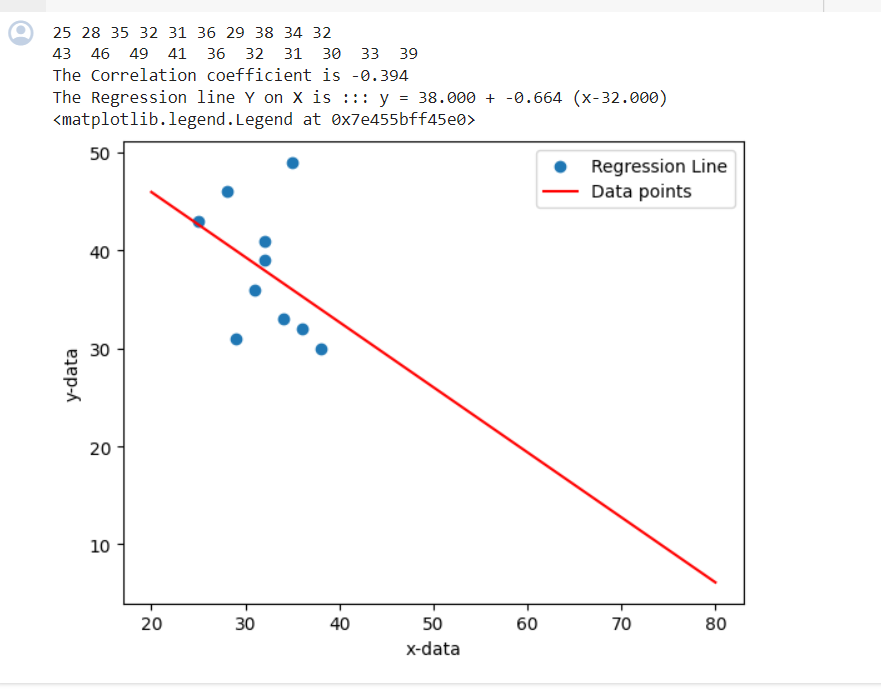 25 28 35 32 31 36 29 38 34 32
43  46  49  41  36  32  31  30  33  39
The Correlation coefficient is -0.394
The Regression line Y on X is ::: y = 38.000 + -0.664 (x-32.000)
<matplotlib.legend.Legend at 0x7e455bff45e0>
50
Regression Line
Data points
40
30
y-data
20
10
20 30 40 50 60 70 80
x-data